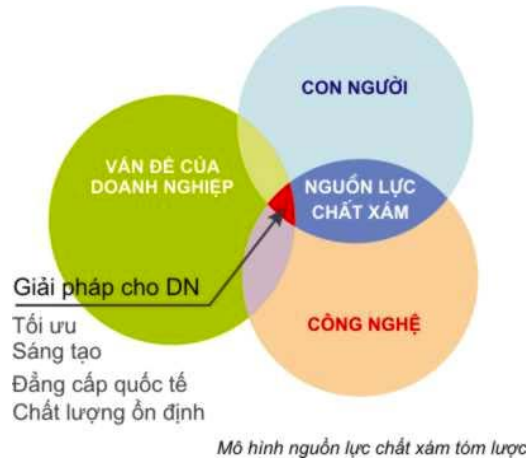 CON NGƯỜI
VẤN ĐỀ CỦA
DOANH NGHIỆP
NGUỒN LỰC
CHẤT XÁM
Giải pháp cho DN
Tối ưu
Sáng tạo
Đẳng cấp quốc tế
Chất lượng ổn định
CÔNG NGHỆ
Mô hình nguồn lực chất xám tóm lược